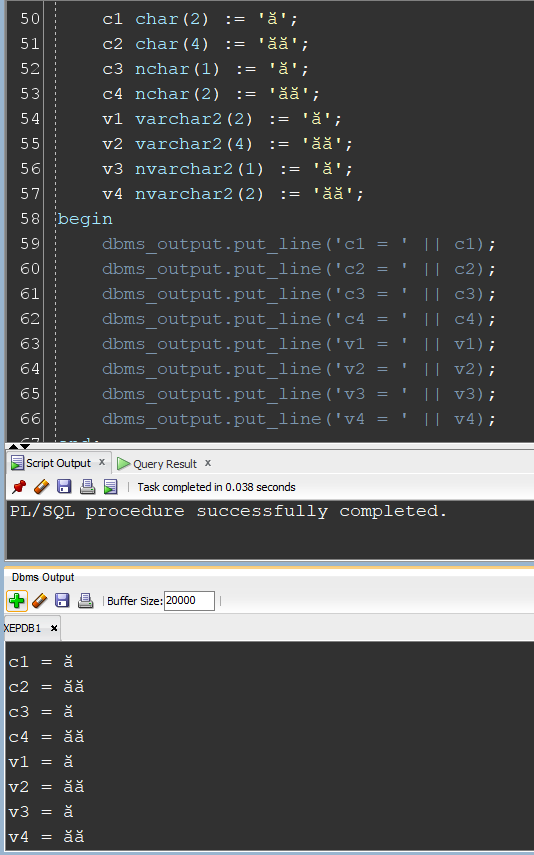 50 c1 char(2) := 'ă';
51 c2 char(4) := 'ăă';
52 c3 nchar(1) := 'ă';
53 c4 nchar(2) := 'ăă';
54 v1 varchar2(2) := 'ă';
55 v2 varchar2(4) := 'ăă';
56 v3 nvarchar2(1) := 'ă';
57 v4 nvarchar2(2) := 'ăă';
58 begin
59 dbms_output.put_line('c1 = ' || c1);
60 dbms_output.put_line('c2 = ' || c2);
61 dbms_output.put_line('c3 = ' || c3);
62 dbms_output.put_line('c4 = ' || c4);
63 dbms_output.put_line('v1 = ' || v1);
64 dbms_output.put_line('v2 = ' || v2);
65 dbms_output.put_line('v3 = ' || v3);
66 dbms_output.put_line('v4 = ' || v4);
67 end;
Script Output x Query Result x
Task completed in 0.038 seconds
PL/SQL procedure successfully completed.
Dbms Output
Buffer Size: 20000
XEPDB1 x
c1 = ă
c2 = ăă
c3 = ă
c4 = ăă
v1 = ă
v2 = ăă
v3 = ă
v4 = ăă